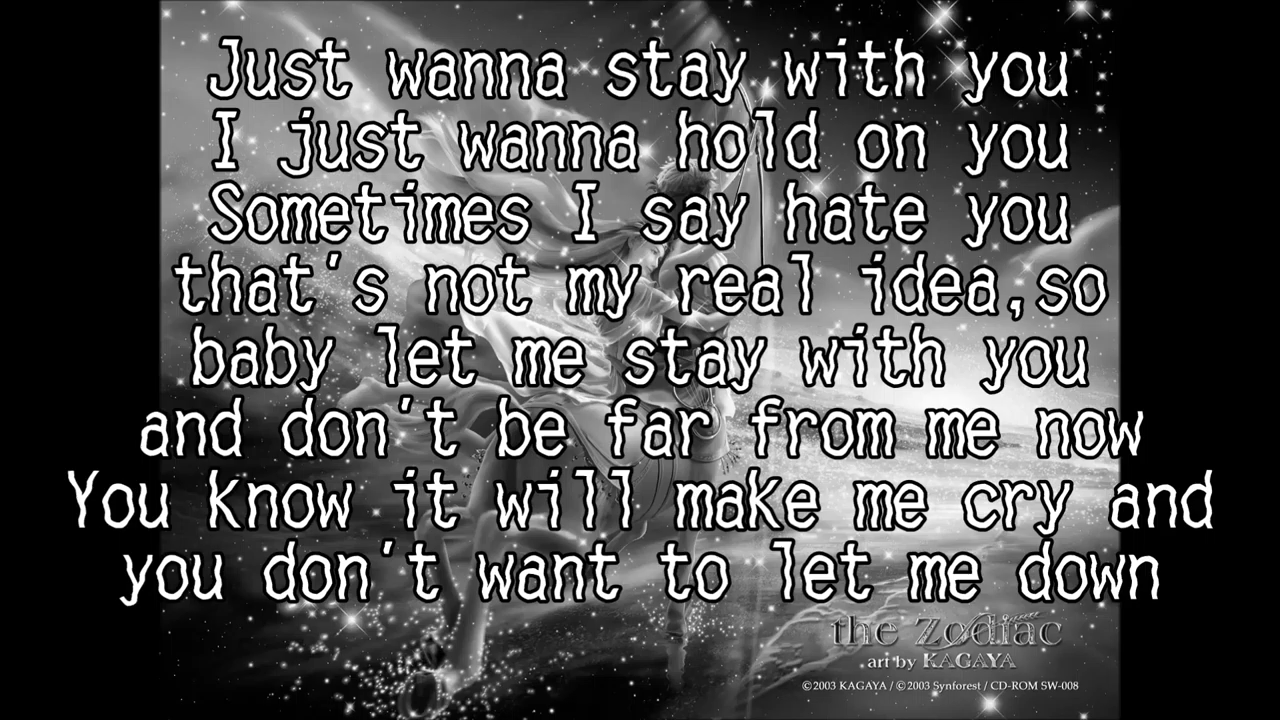 Just wanna stay with you
I just wanna hold on you
Sometimes I say hate you
that's not my real idea,so
baby let me stay with you
and don't be far from me now
You know it will make me cry and
you don't want to let me down
the Zodiac
art by KAGAYA
©2003 KAGAYA / ©2003 Synforest / CD-ROM SW-008